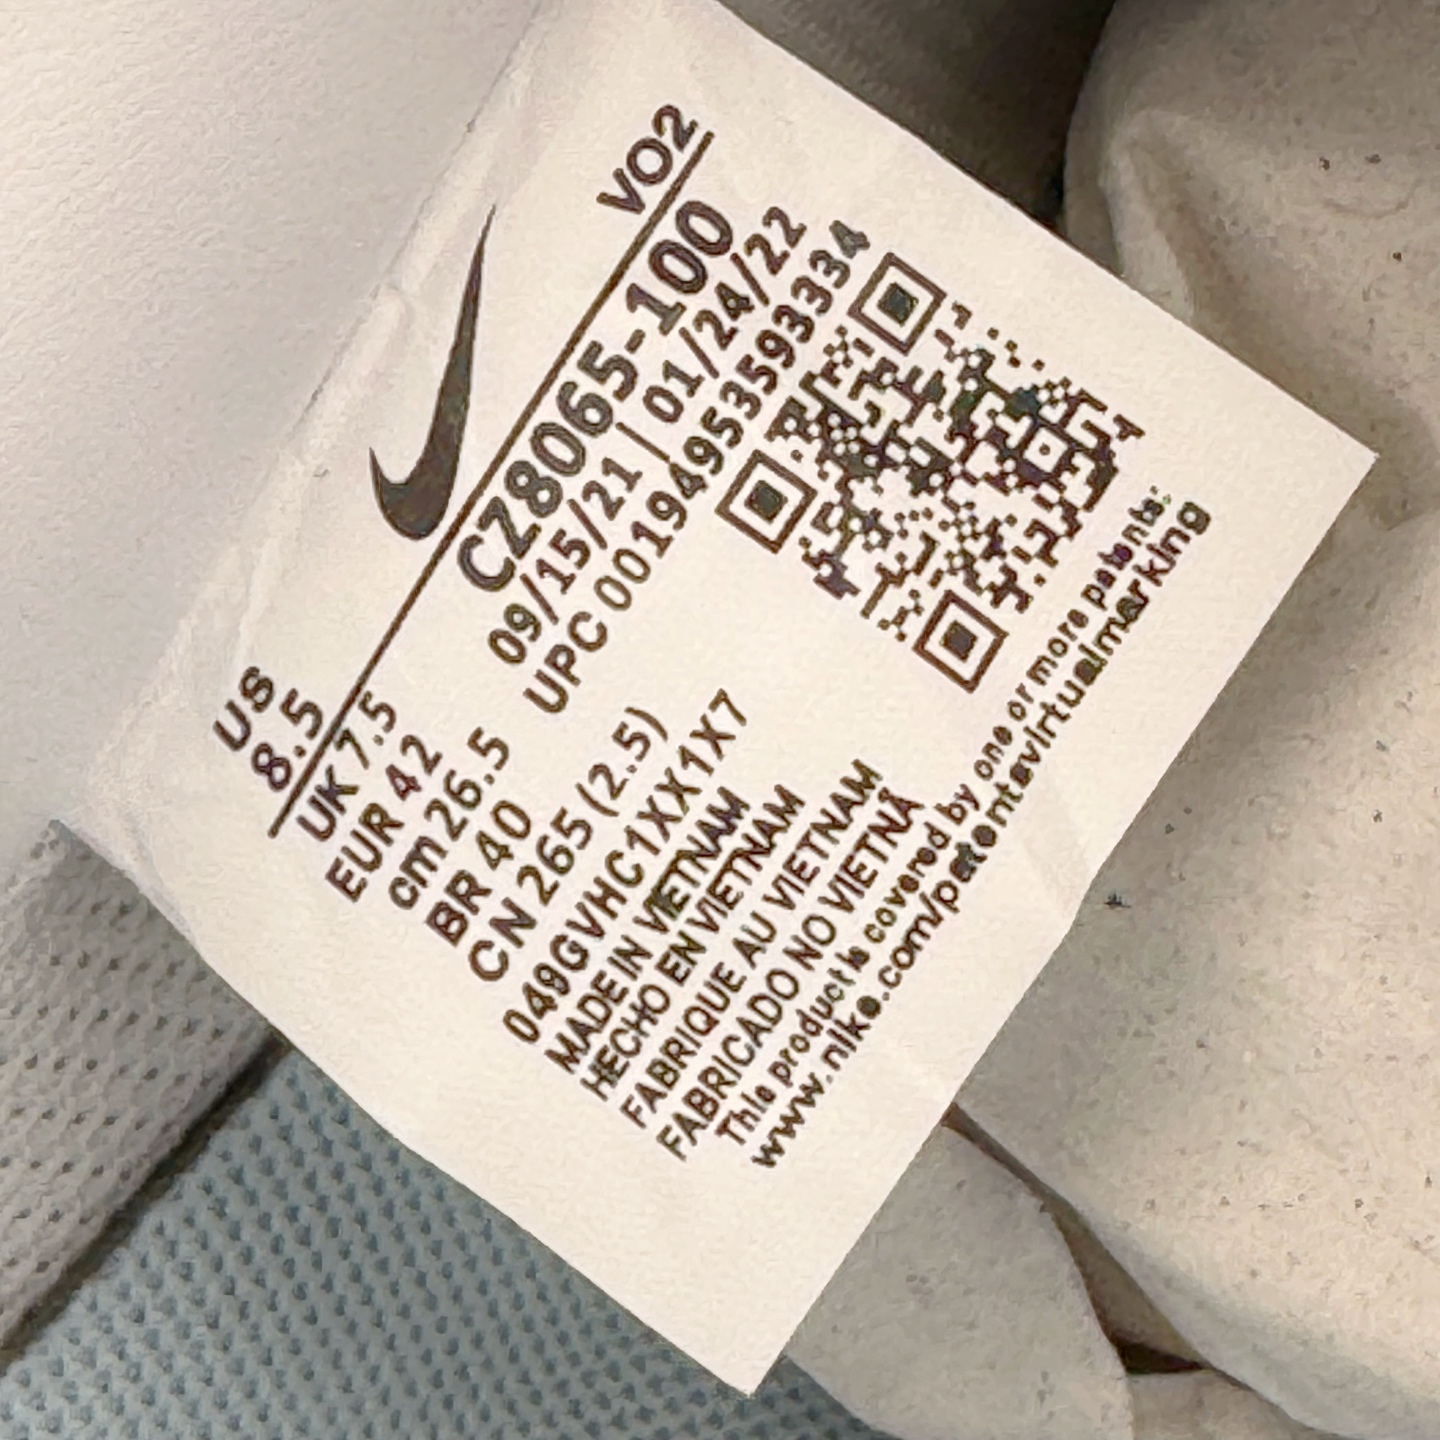 US
8.5
VO2
UK 7.5
EUR 42
cm 26.5
BR 40
CN 265 (2.5)
CZ8065-100
09/15/21 | 01/24/22
UPC 00194953593334
049GVHC1XX1X7
MADE IN VIETNAM
HECHO EN VIETNAM
FABRIQUE AU VIETNAM
FABRICADO NO VIETNÃ
This product is covered by one or more patents:
www.nike.com/patentsvirtualmarking